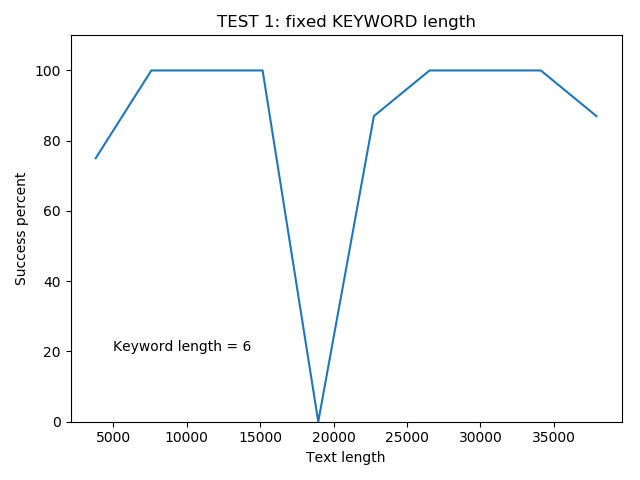 TEST 1: fixed KEYWORD length
100
80
60
40
20
0
Success percent
Keyword length = 6
5000 10000 15000 20000 25000 30000 35000
Text length